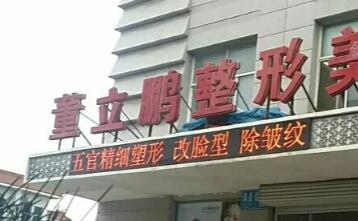 董立鹏整形美
五官精细塑形 改脸型 除皱纹